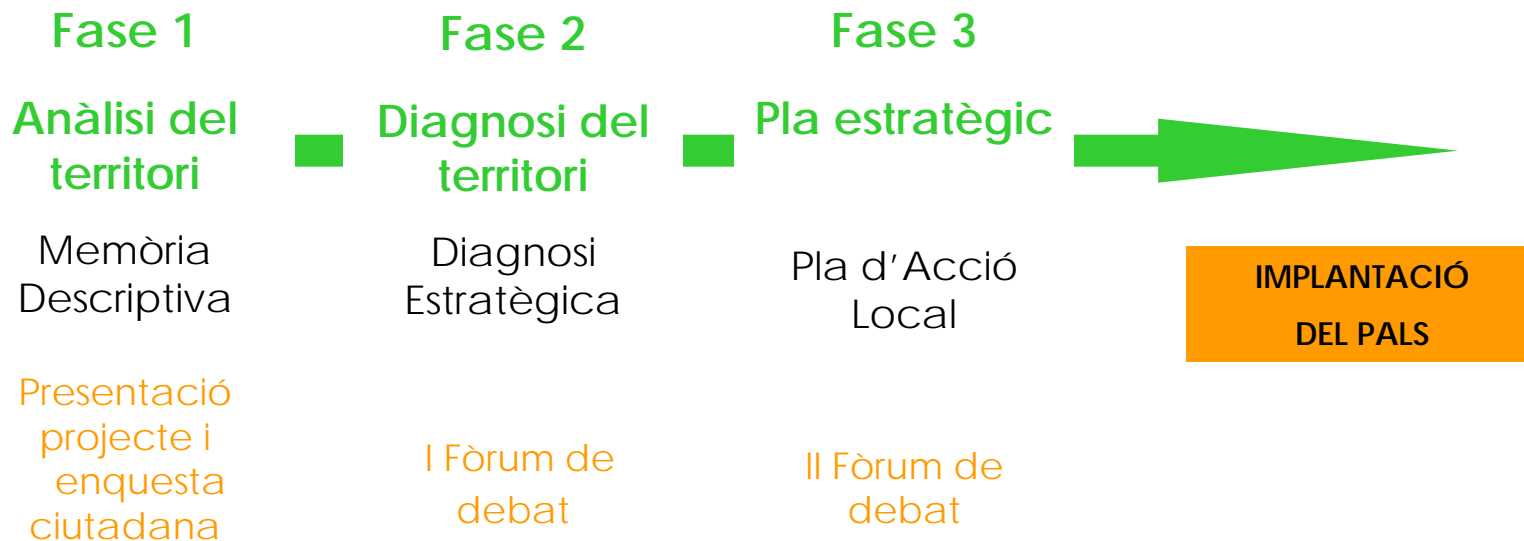 Fase 1
Anàlisi del
territori
Memòria
Descriptiva
Presentació
projecte i
enquesta
ciutadana
Fase 2
Diagnosi del
territori
Diagnosi
Estratègica
I Fòrum de
debat
Fase 3
Pla estratègic
Pla d’Acció
Local
II Fòrum de
debat
IMPLANTACIÓ
DEL PALS